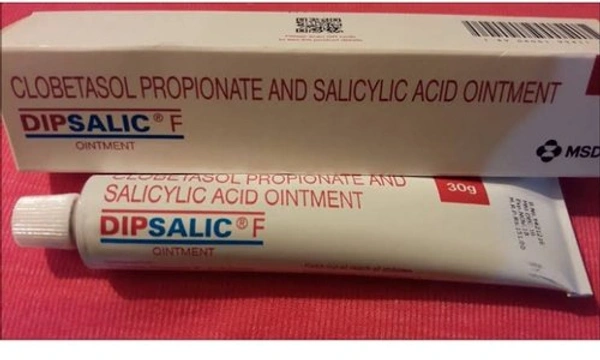 CLOBETASOL PROPIONATE AND SALICYLIC ACID OINTMENT
DIPSALIC® F
OINTMENT
MSD
CLOBETASOL PROPIONATE AND
SALICYLIC ACID OINTMENT
30g
DIPSALIC® F
OINTMENT